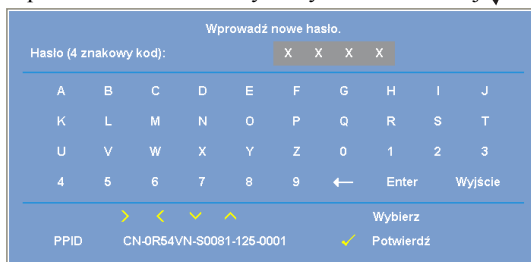 Wprowadź nowe hasło.
Hasło (4 znakowy kod): X X X X
A B C D E F G H I J
K L M N O P Q R S T
U V W X Y Z 0 1 2 3
4 5 6 7 8 9 ← Enter Wyjście
Wybierz
PPID CN-0R54VN-S0081-125-0001 ✓ Potwierdź